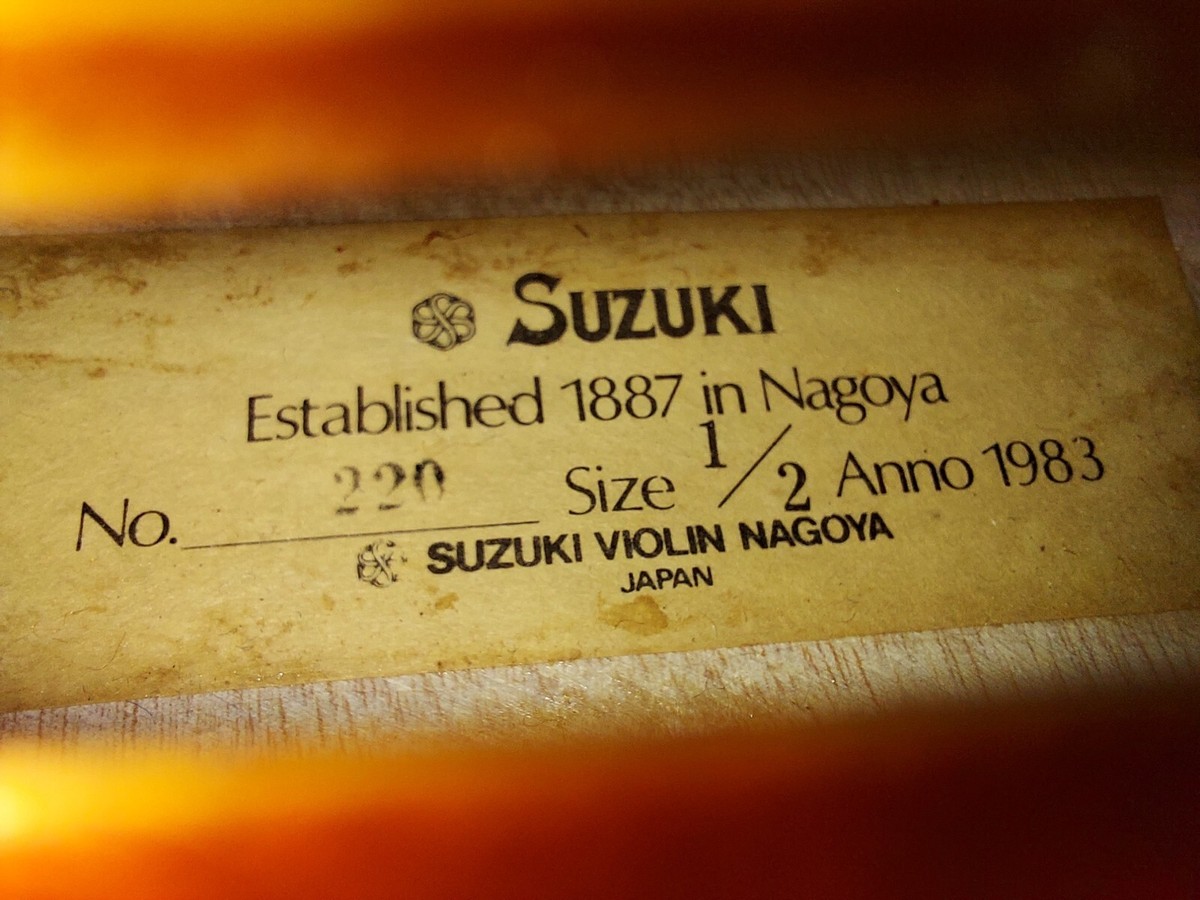 SUZUKI
Established 1887 in Nagoya
No. 220 Size 1/2 Anno 1983
SUZUKI VIOLIN NAGOYA
JAPAN